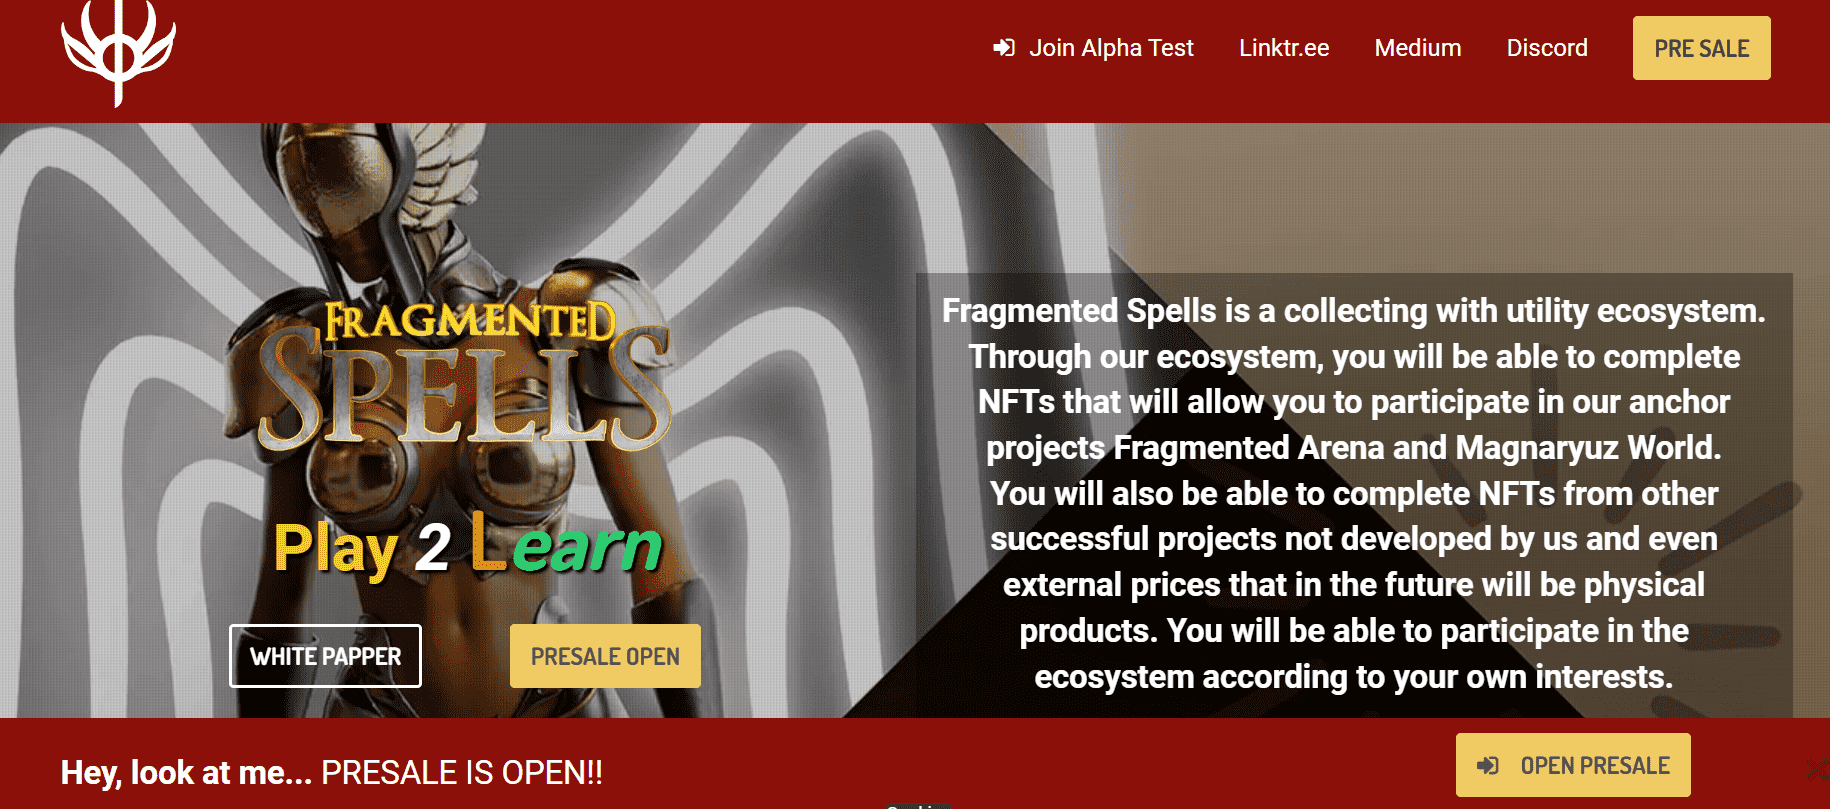 Join Alpha Test Linktr.ee Medium Discord PRE SALE
FRAGMENTED
SPELLS
Play 2 Learn
WHITE PAPPER
PRESALE OPEN
Fragmented Spells is a collecting with utility ecosystem.
Through our ecosystem, you will be able to complete
NFTs that will allow you to participate in our anchor
projects Fragmented Arena and Magnaryuz World.
You will also be able to complete NFTs from other
successful projects not developed by us and even
external prices that in the future will be physical
products. You will be able to participate in the
ecosystem according to your own interests.
Hey, look at me... PRESALE IS OPEN!!
OPEN PRESALE